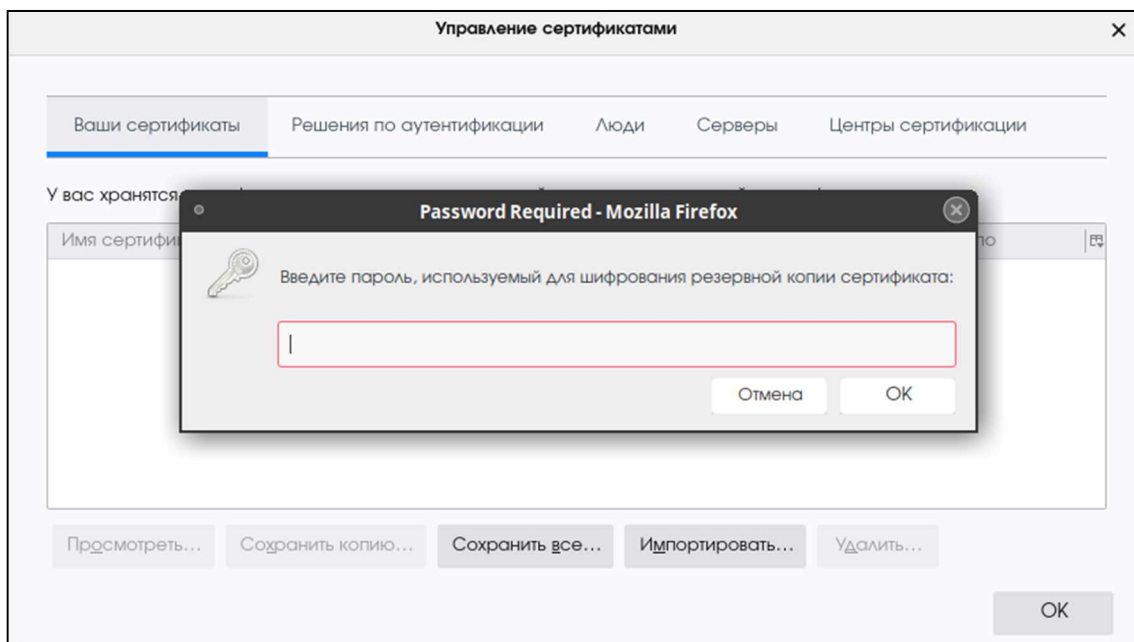 Управление сертификатами
Ваши сертификаты Решения по аутентификации Люди Серверы Центры сертификации
У вас хранятся
Password Required - Mozilla Firefox
Имя
Введите пароль, используемый для шифрования резервной копии сертификата:
Отмена OK
Просмотреть... Сохранить копию... Сохранить все... Импортировать... Удалить...
OK